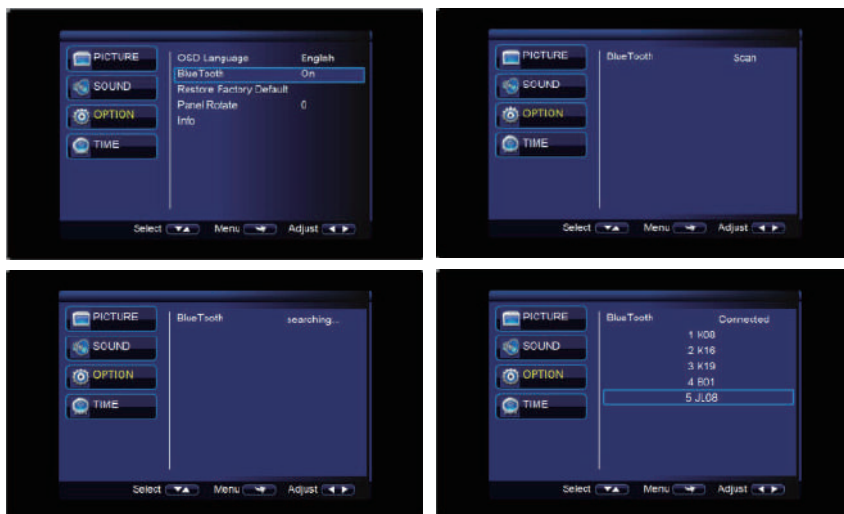 PICTURE
SOUND
OPTION
TIME
OSD Language English
BlueTooth On
Restore Factory Default
Panel Rotate 0
Info
Select Menu Adjust
PICTURE
SOUND
OPTION
TIME
BlueTooth Scan
Select Menu Adjust
PICTURE
SOUND
OPTION
TIME
BlueTooth searching...
Select Menu Adjust
PICTURE
SOUND
OPTION
TIME
BlueTooth Connected
1 K08
2 K16
3 K19
4 B01
5 JL08
Select Menu Adjust